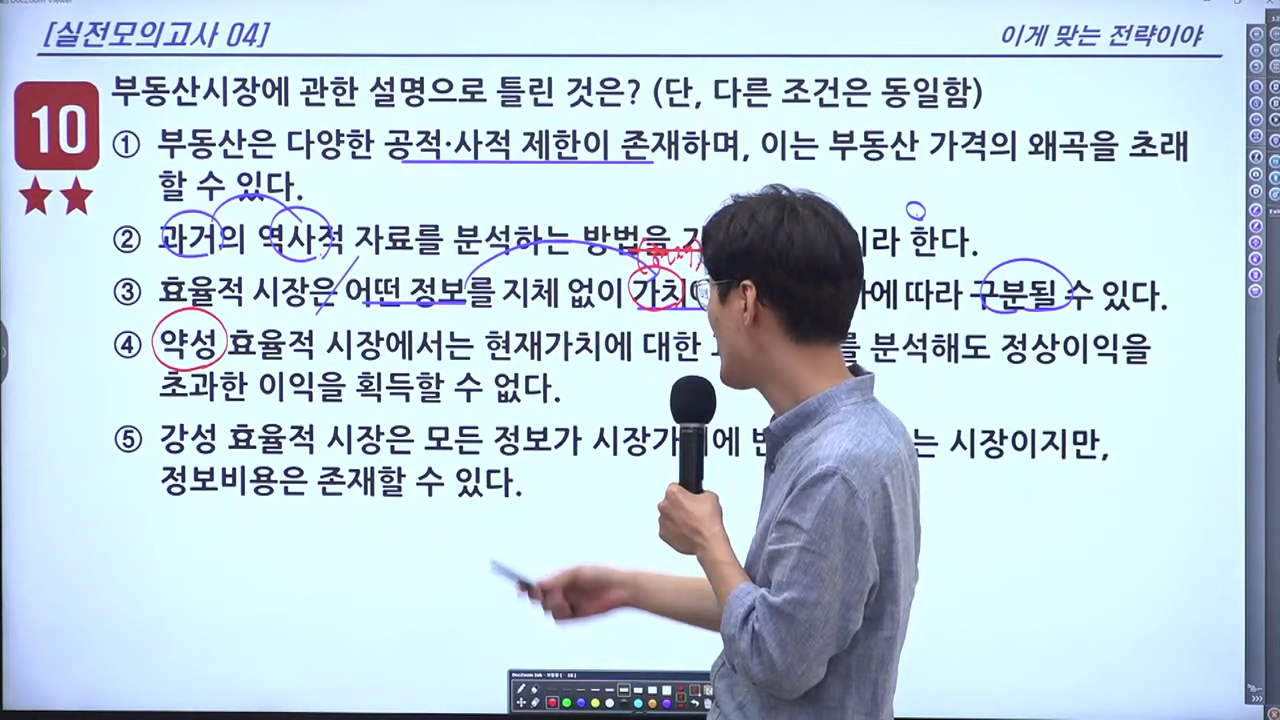 [실전모의고사 04]
이게 맞는 전략이야
10
부동산시장에 관한 설명으로 틀린 것은? (단, 다른 조건은 동일함)
① 부동산은 다양한 공적·사적 제한이 존재하며, 이는 부동산 가격의 왜곡을 초래
할 수 있다.
② 과거의 역사적 자료를 분석하는 방법을 이라 한다.
③ 효율적 시장은 어떤 정보를 지체 없이 가치 에 따라 구분될 수 있다.
④ 약성 효율적 시장에서는 현재가치에 대한 를 분석해도 정상이익을
초과한 이익을 획득할 수 없다.
⑤ 강성 효율적 시장은 모든 정보가 시장가 에 는 시장이지만,
정보비용은 존재할 수 있다.